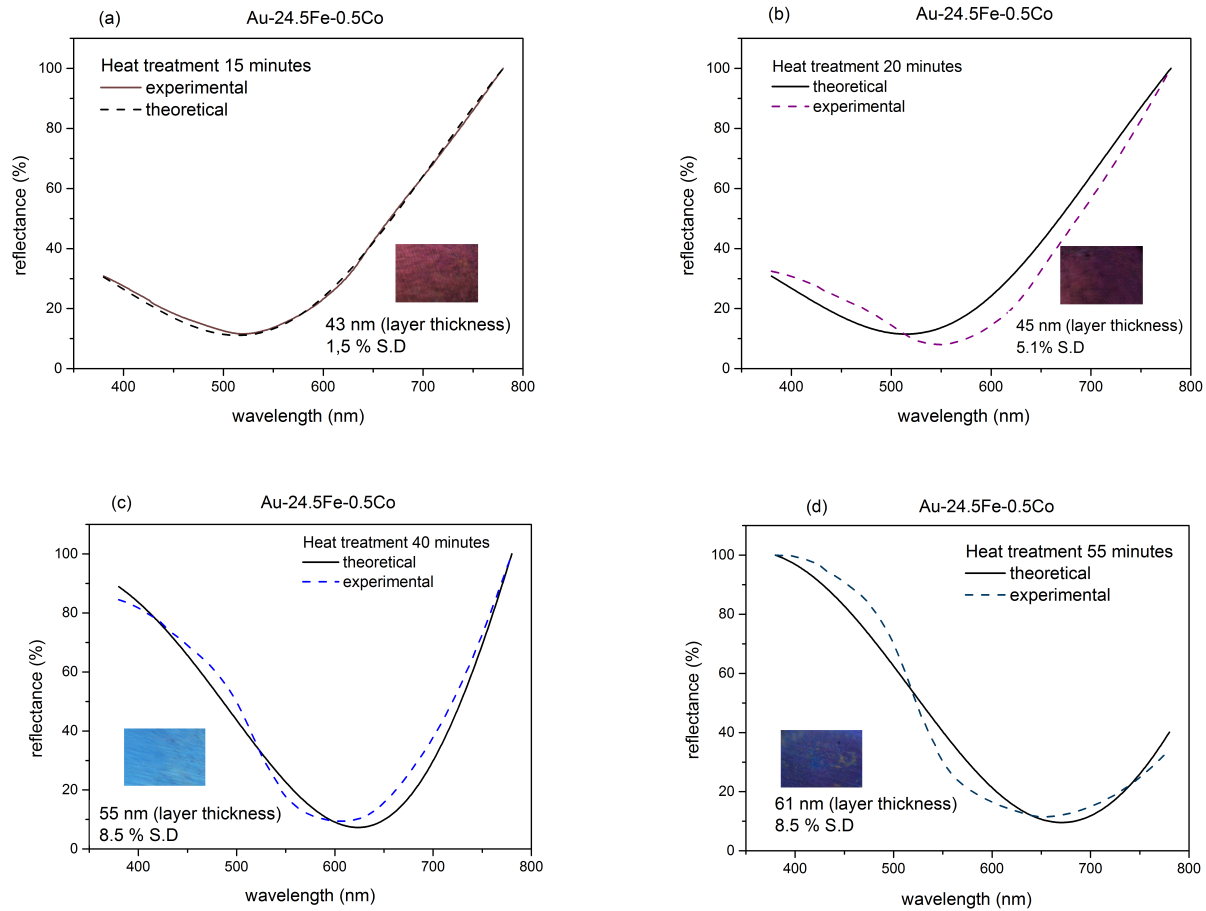 (a)
Au-24.5Fe-0.5Co
Heat treatment 15 minutes
experimental
theoretical
reflectance (%)
100
80
60
40
20
0
43 nm (layer thickness)
1,5 % S.D
400
500
600
700
800
wavelength (nm)
(b)
Au-24.5Fe-0.5Co
Heat treatment 20 minutes
theoretical
experimental
reflectance (%)
100
80
60
40
20
0
45 nm (layer thickness)
5.1% S.D
400
500
600
700
800
wavelength (nm)
(c)
Au-24.5Fe-0.5Co
Heat treatment 40 minutes
theoretical
experimental
reflectance (%)
100
80
60
40
20
0
55 nm (layer thickness)
8.5 % S.D
400
500
600
700
800
wavelength (nm)
(d)
Au-24.5Fe-0.5Co
Heat treatment 55 minutes
theoretical
experimental
reflectance (%)
100
80
60
40
20
0
61 nm (layer thickness)
8.5 % S.D
400
500
600
700
800
wavelength (nm)